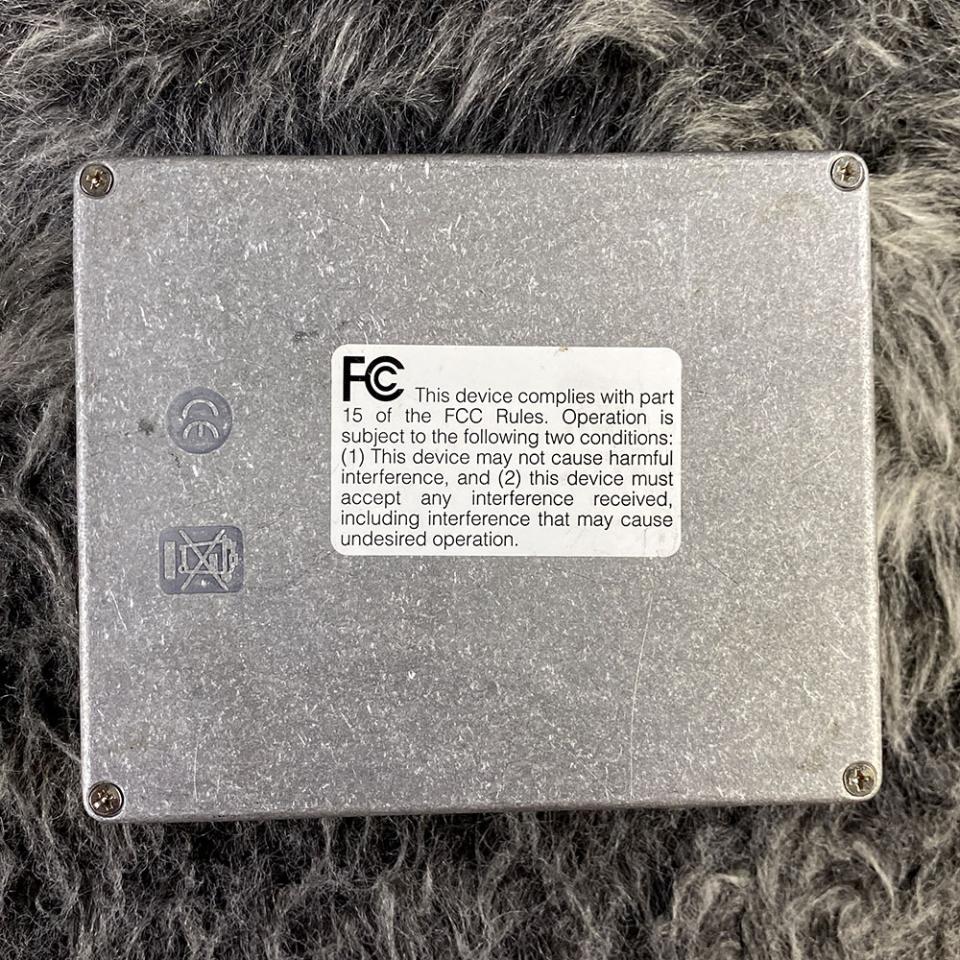 FC This device complies with part
15 of the FCC Rules. Operation is
subject to the following two conditions:
(1) This device may not cause harmful
interference, and (2) this device must
accept any interference received,
including interference that may cause
undesired operation.